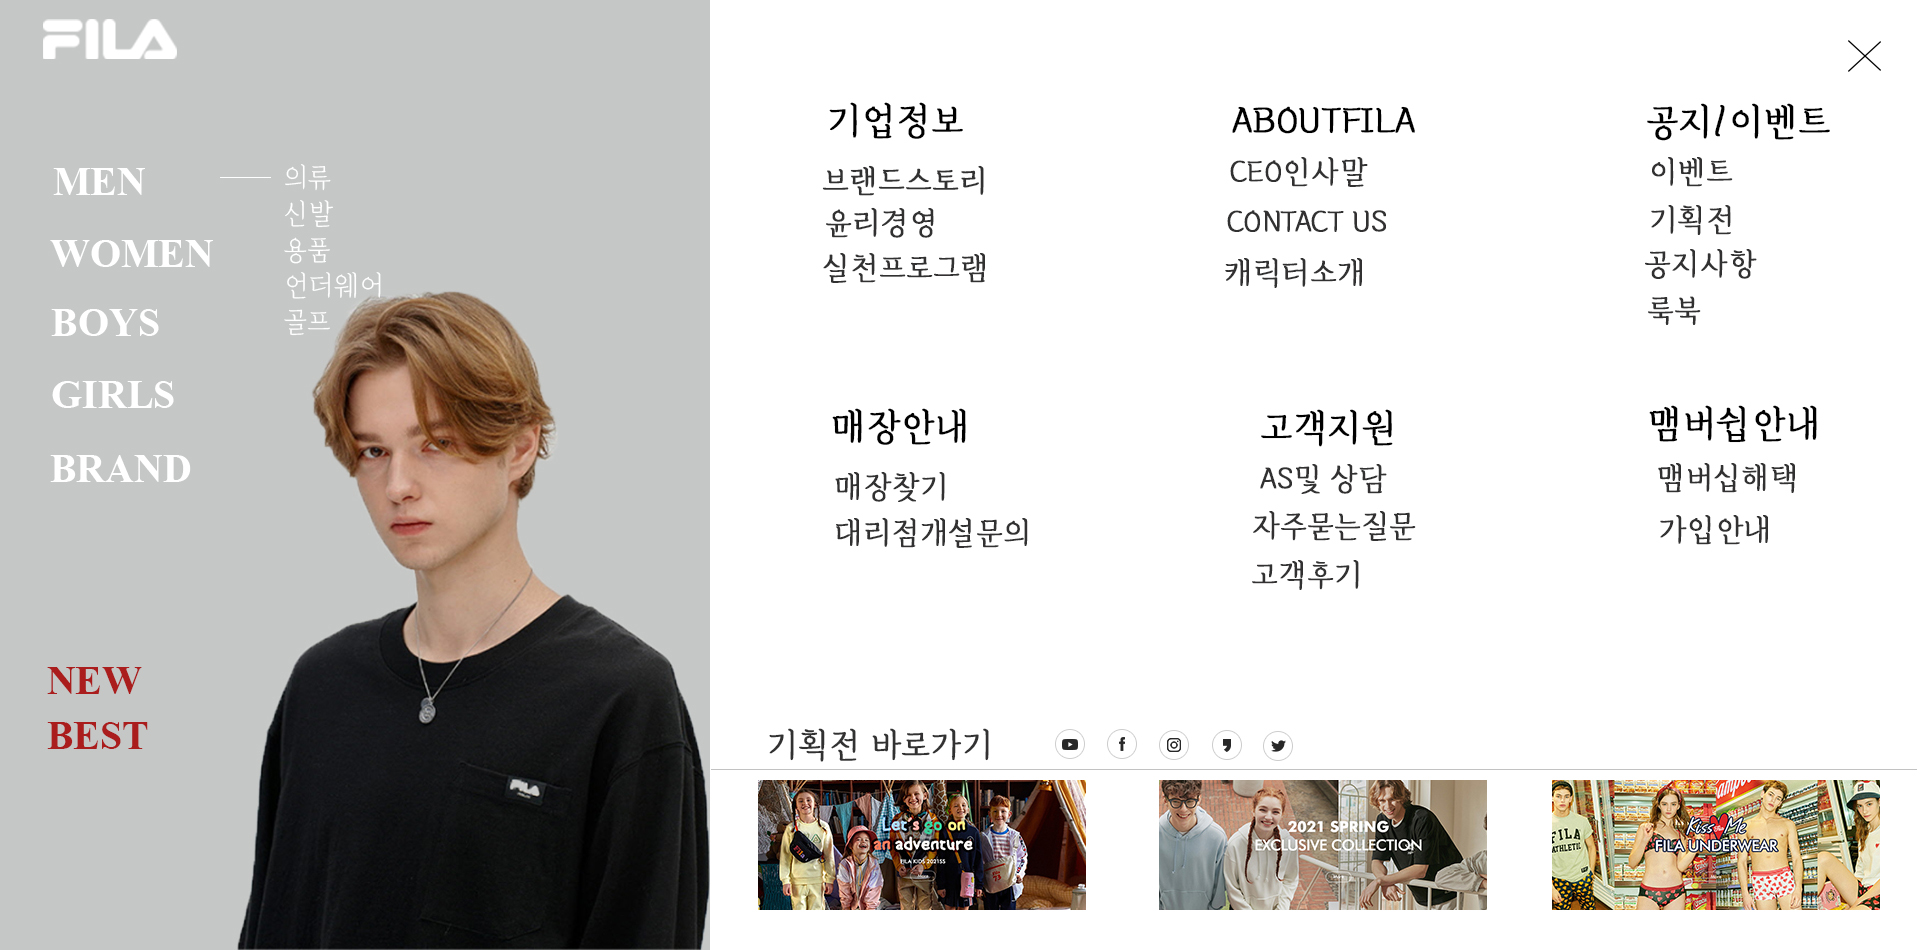 FILA
MEN
의류
신발
용품
언더웨어
골프
WOMEN
BOYS
GIRLS
BRAND
NEW
BEST
FILA
기업정보
브랜드스토리
윤리경영
실천프로그램
ABOUTFILA
CEO인사말
CONTACT US
캐릭터소개
공지/이벤트
이벤트
기획전
공지사항
룩북
매장안내
매장찾기
대리점개설문의
고객지원
AS및 상담
자주묻는질문
고객후기
맴버쉽안내
맴버십해택
가입안내
기획전 바로가기
Let's go on
an adventure
FILA KIDS 2021SS
2021 SPRING
EXCLUSIVE COLLECTION
Kiss Me
FILA UNDERWEAR
FILA
ATHLETIC